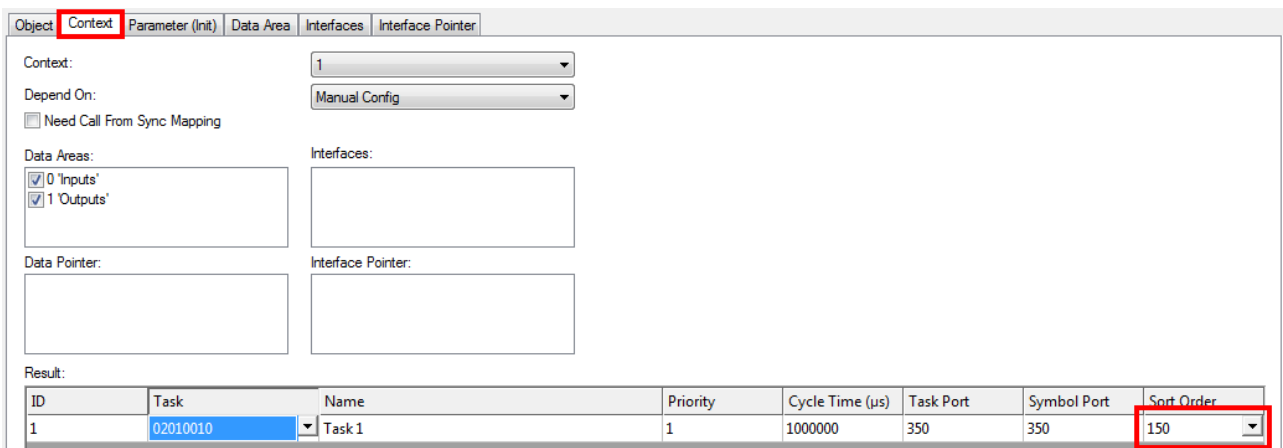 Object Context Parameter (Init) Data Area Interfaces Interface Pointer
Context: 1
Depend On: Manual Config
Need Call From Sync Mapping
Data Areas: Interfaces:
0 'Inputs'
1 'Outputs'
Data Pointer: Interface Pointer:
Result:
ID Task Name Priority Cycle Time (µs) Task Port Symbol Port Sort Order
1 02010010 Task 1 1 1000000 350 350 150